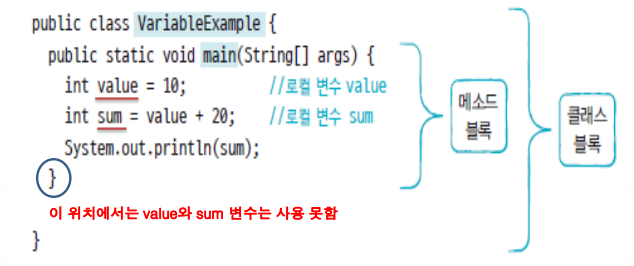 public class VariableExample {
public static void main(String[] args) {
int value = 10; //로컬 변수 value
int sum = value + 20; //로컬 변수 sum
System.out.println(sum);
}
이 위치에서는 value와 sum 변수는 사용 못함
}
메소드
블록
클래스
블록